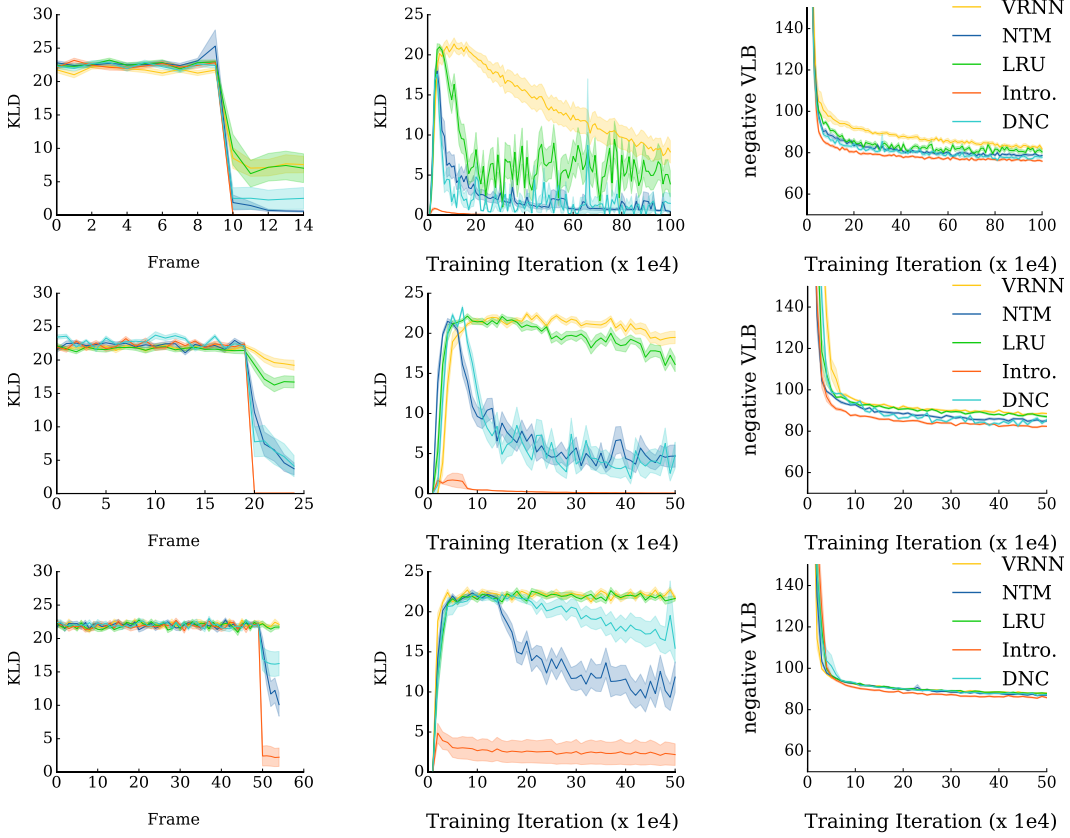 30
25
20
15
10
5
0
KLD
0 2 4 6 8 10 12 14
Frame
25
20
15
10
5
0
KLD
0 20 40 60 80 100
Training Iteration (x 1e4)
140
120
100
80
60
negative VLB
0 20 40 60 80 100
Training Iteration (x 1e4)
VRNN
NTM
LRU
Intro.
DNC
30
25
20
15
10
5
0
KLD
0 5 10 15 20 25
Frame
25
20
15
10
5
0
KLD
0 10 20 30 40 50
Training Iteration (x 1e4)
140
120
100
80
60
negative VLB
0 10 20 30 40 50
Training Iteration (x 1e4)
VRNN
NTM
LRU
Intro.
DNC
30
25
20
15
10
5
0
KLD
0 10 20 30 40 50 60
Frame
25
20
15
10
5
0
KLD
0 10 20 30 40 50
Training Iteration (x 1e4)
140
120
100
80
60
negative VLB
0 10 20 30 40 50
Training Iteration (x 1e4)
VRNN
NTM
LRU
Intro.
DNC